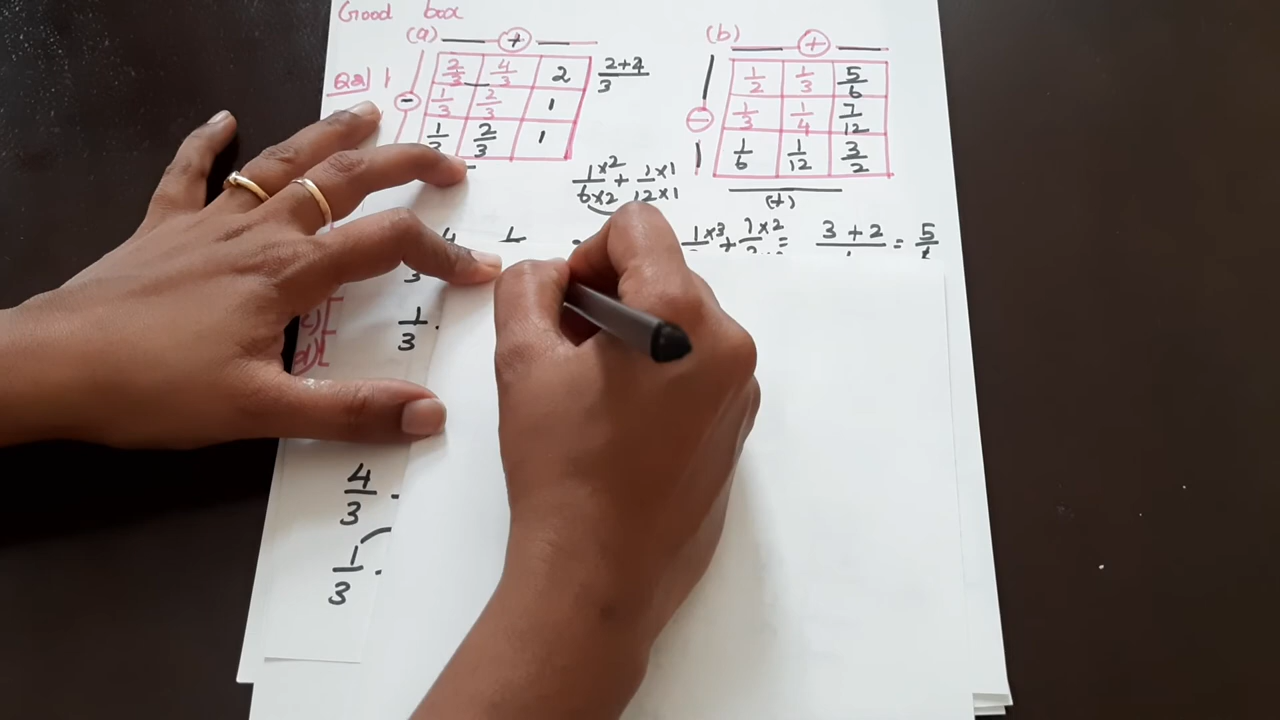 Good box
(a) + (b) +
Q29 1
2/3 4/3 2 (2+4)/3
- 1/3 2/3 1
1/3 2/3 1
1/2 1/3 5/6
- 1/3 1/4 7/12
1/6 1/12 3/2
(+)
1×2/6×2 + 1×1/12×1
1×3 + 1×2 = 3+2 = 5
1/3
c)
d)
4/3
1/3